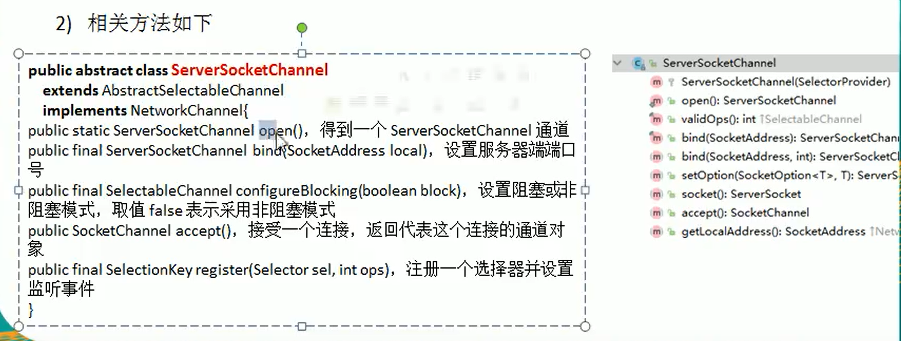 2) 相关方法如下
public abstract class ServerSocketChannel
extends AbstractSelectableChannel
implements NetworkChannel{
public static ServerSocketChannel open()，得到一个 ServerSocketChannel 通道
public final ServerSocketChannel bind(SocketAddress local)，设置服务器端端口
号
public final SelectableChannel configureBlocking(boolean block)，设置阻塞或非
阻塞模式，取值 false 表示采用非阻塞模式
public SocketChannel accept()，接受一个连接，返回代表这个连接的通道对
象
public final SelectionKey register(Selector sel, int ops)，注册一个选择器并设置
监听事件
}
ServerSocketChannel
ServerSocketChannel(SelectorProvider)
open(): ServerSocketChannel
validOps(): int ↑SelectableChannel
bind(SocketAddress): ServerSocketChann
bind(SocketAddress, int): ServerSocketCh
setOption(SocketOption<T>, T): ServerS
socket(): ServerSocket
accept(): SocketChannel
getLocalAddress(): SocketAddress ↑Netw